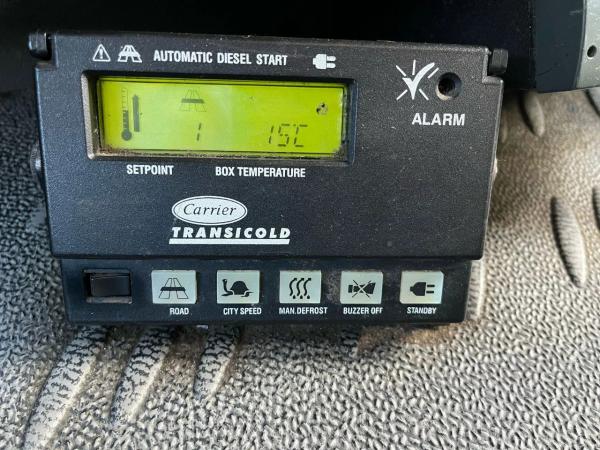 AUTOMATIC DIESEL START
ALARM
1 15C
SETPOINT BOX TEMPERATURE
Carrier
TRANSICOLD
ROAD CITY SPEED MAN.DEFROST BUZZER OFF STANDBY